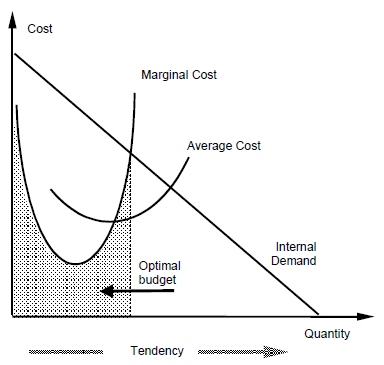 Cost
Marginal Cost
Average Cost
Internal
Demand
Optimal
budget
Quantity
Tendency